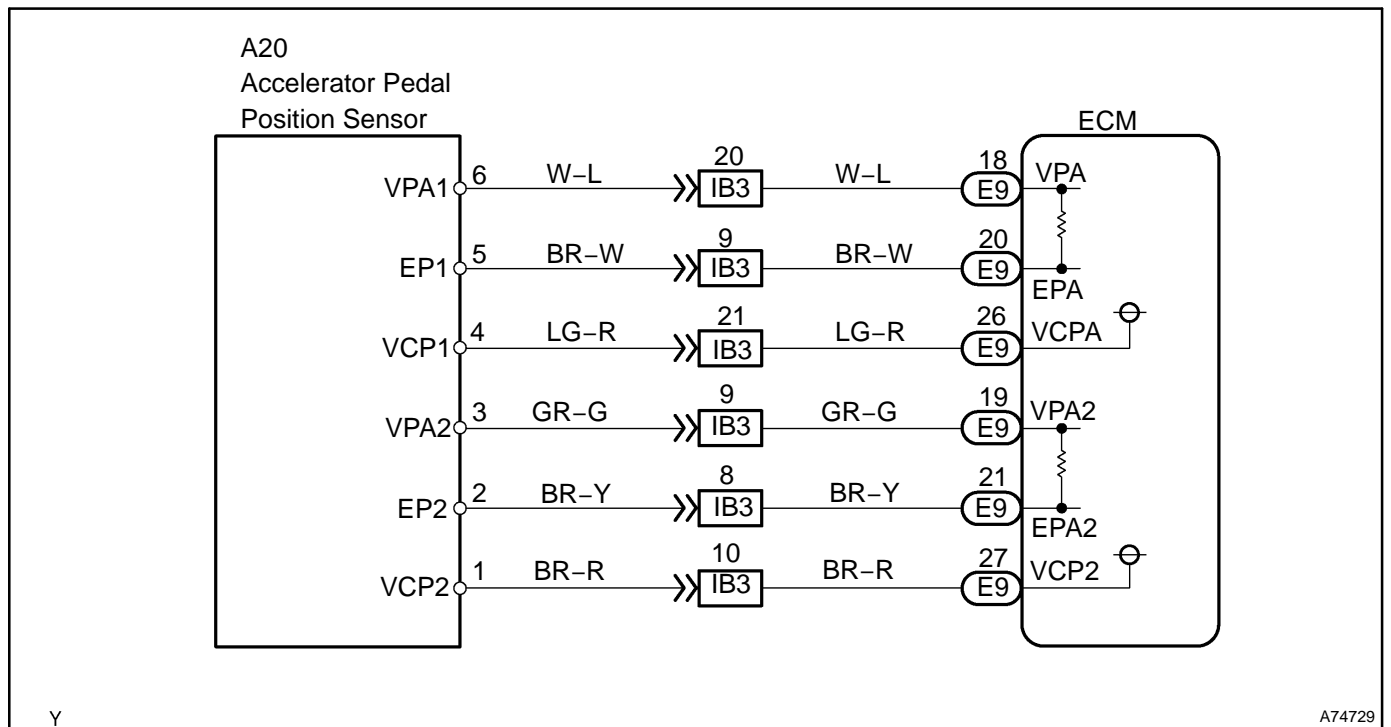 A20
Accelerator Pedal
Position Sensor
ECM
VPA1 6 W–L 20 IB3 W–L 18 E9 VPA
EP1 5 BR–W 9 IB3 BR–W 20 E9 EPA
VCP1 4 LG–R 21 IB3 LG–R 26 E9 VCPA
VPA2 3 GR–G 9 IB3 GR–G 19 E9 VPA2
EP2 2 BR–Y 8 IB3 BR–Y 21 E9 EPA2
VCP2 1 BR–R 10 IB3 BR–R 27 E9 VCP2
Y A74729